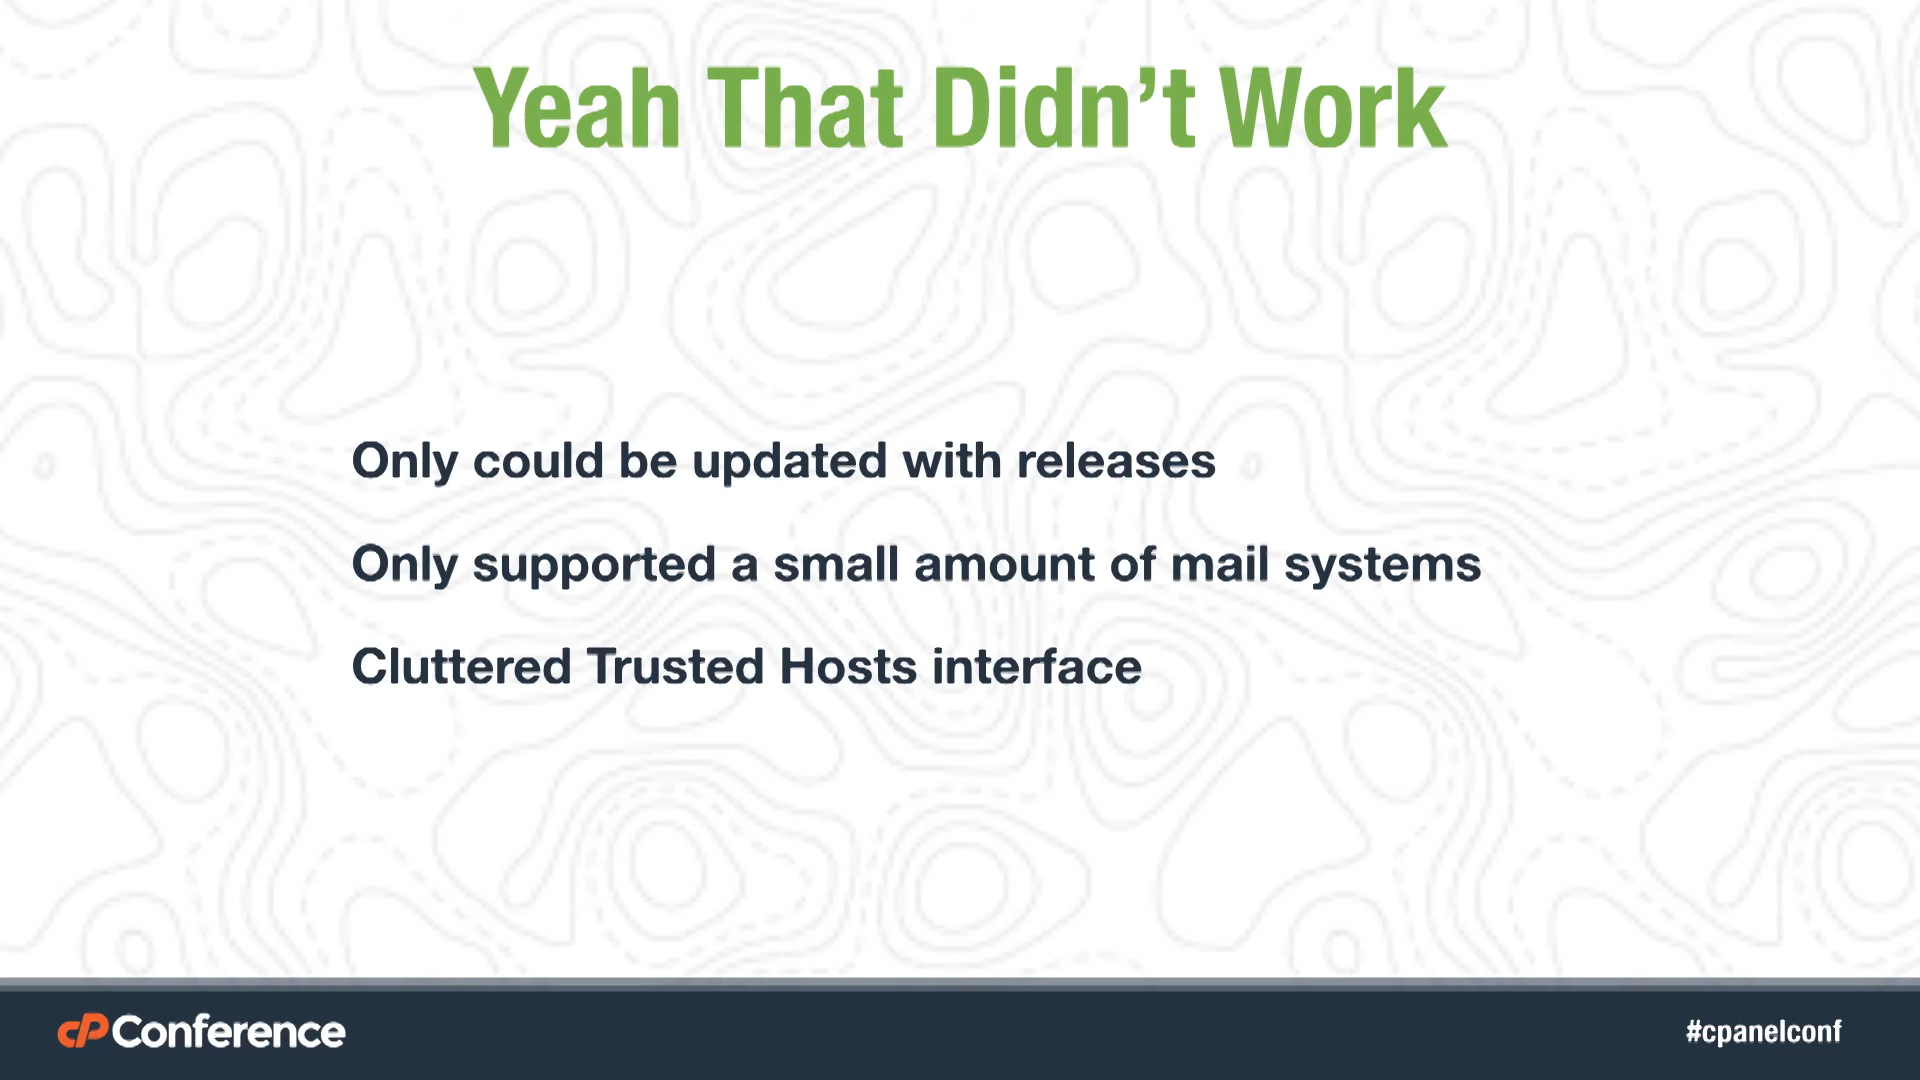 Yeah That Didn’t Work
Only could be updated with releases
Only supported a small amount of mail systems
Cluttered Trusted Hosts interface
cPConference
#cpanelconf